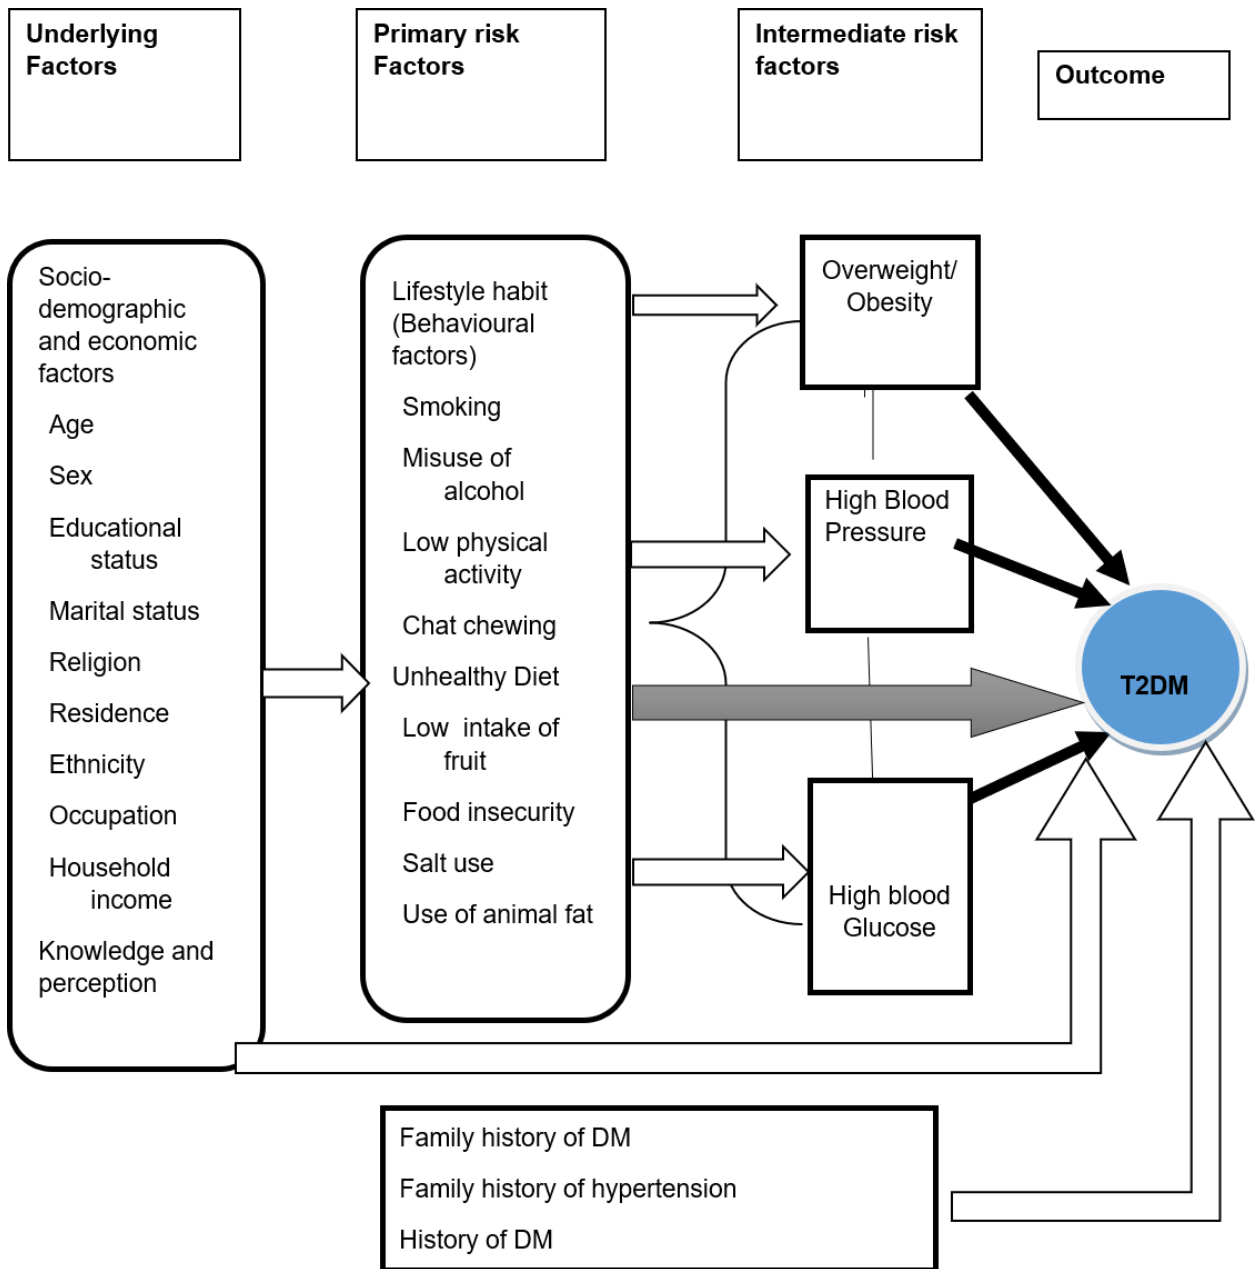 Underlying
Factors
Primary risk
Factors
Intermediate risk
factors
Outcome
Socio-
demographic
and economic
factors
Age
Sex
Educational
status
Marital status
Religion
Residence
Ethnicity
Occupation
Household
income
Knowledge and
perception
Lifestyle habit
(Behavioural
factors)
Smoking
Misuse of
alcohol
Low physical
activity
Chat chewing
Unhealthy Diet
Low intake of
fruit
Food insecurity
Salt use
Use of animal fat
Overweight/
Obesity
High Blood
Pressure
High blood
Glucose
T2DM
Family history of DM
Family history of hypertension
History of DM